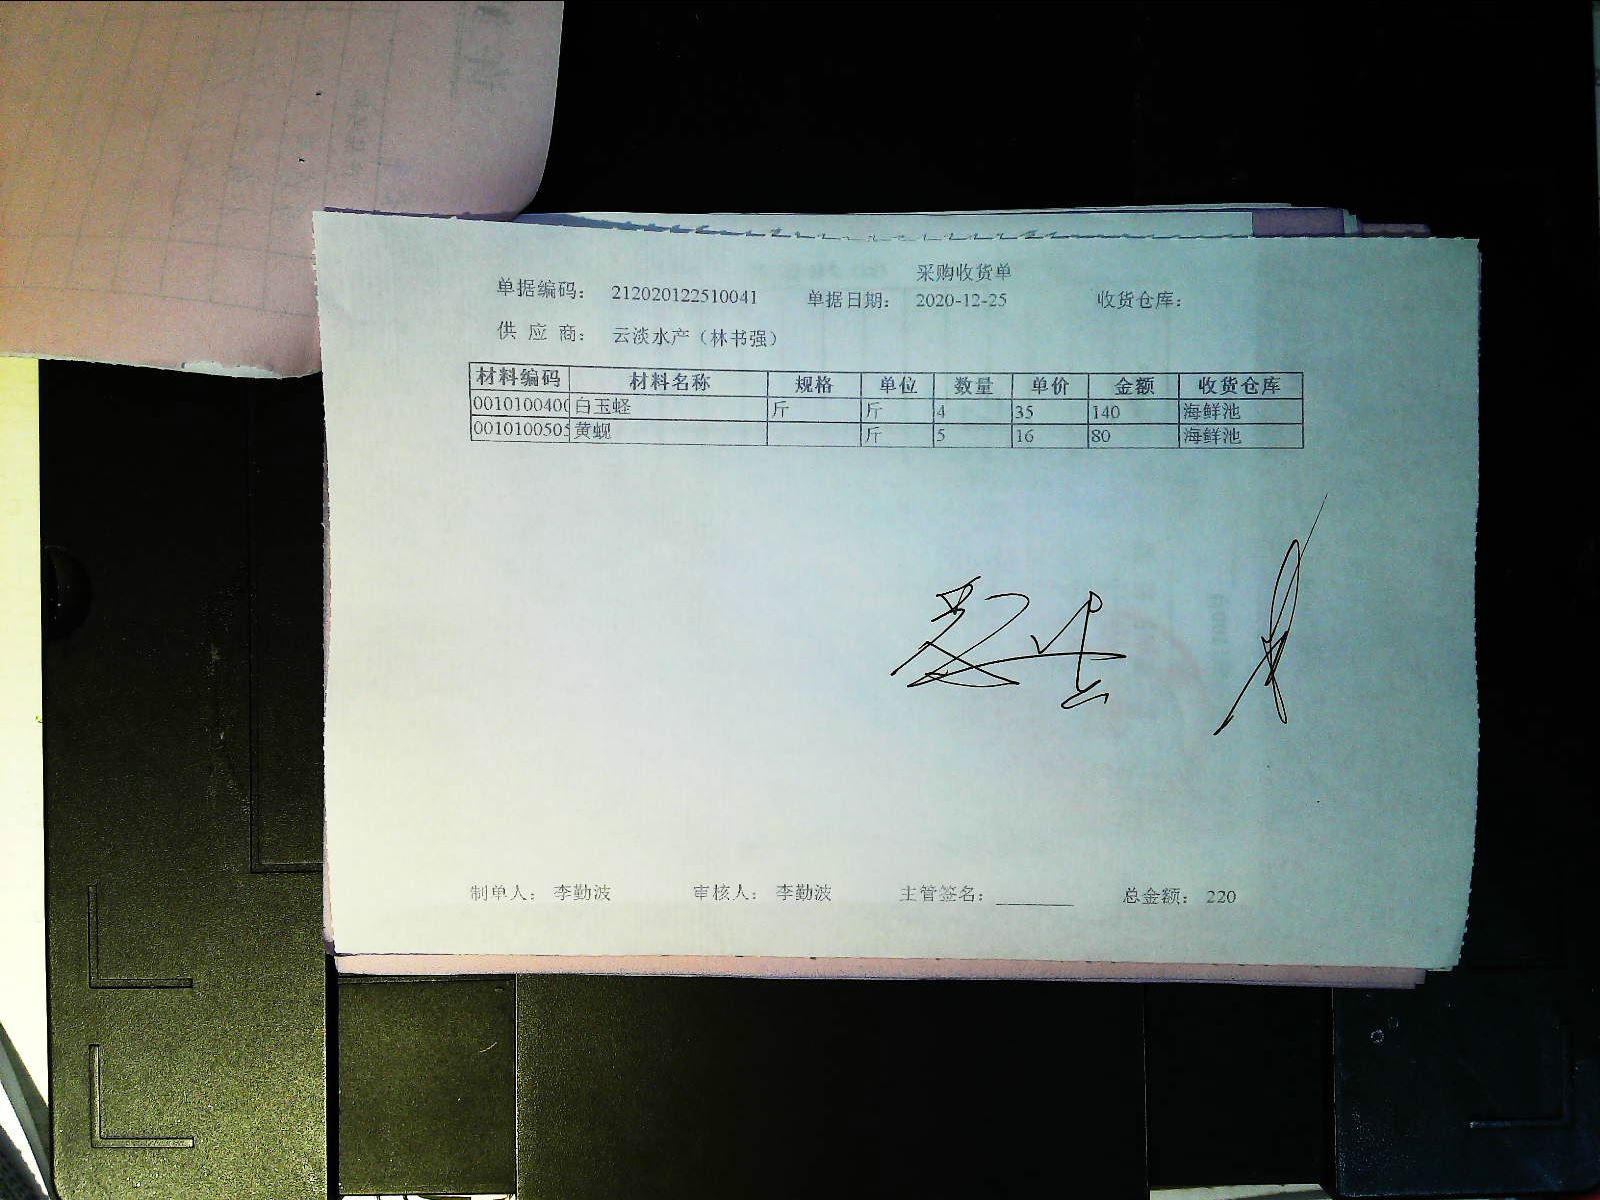 采购收货单
单据编码： 212020122510041 单据日期： 2020-12-25 收货仓库：
供 应 商： 云淡水产（林书强）
材料编码 材料名称 规格 单位 数量 单价 金额 收货仓库
0010100400 白玉蛏 斤 斤 4 35 140 海鲜池
0010100505 黄蚬 斤 5 16 80 海鲜池
制单人： 李勤波 审核人： 李勤波 主管签名：________ 总金额： 220